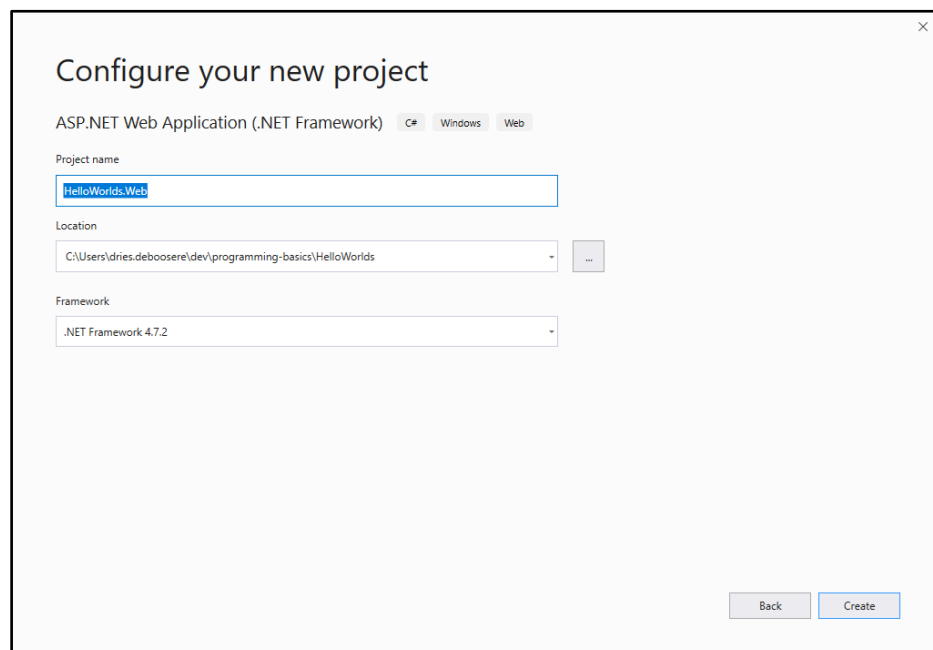 Configure your new project
ASP.NET Web Application (.NET Framework) C# Windows Web
Project name
HelloWorlds.Web
Location
C:\Users\dries.deboosere\dev\programming-basics\HelloWorlds
...
Framework
.NET Framework 4.7.2
Back Create